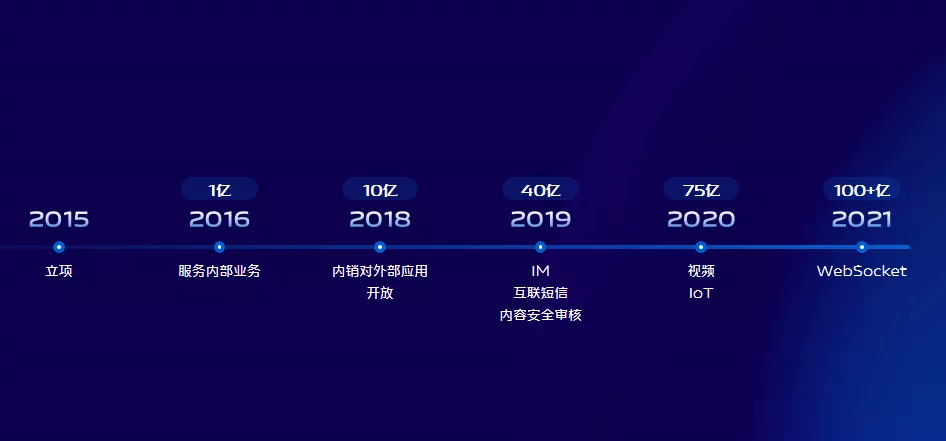 1亿
10亿
40亿
75亿
100+亿
2015
2016
2018
2019
2020
2021
立项
服务内部业务
内销对外部应用
开放
IM
互联短信
内容安全审核
视频
IoT
WebSocket